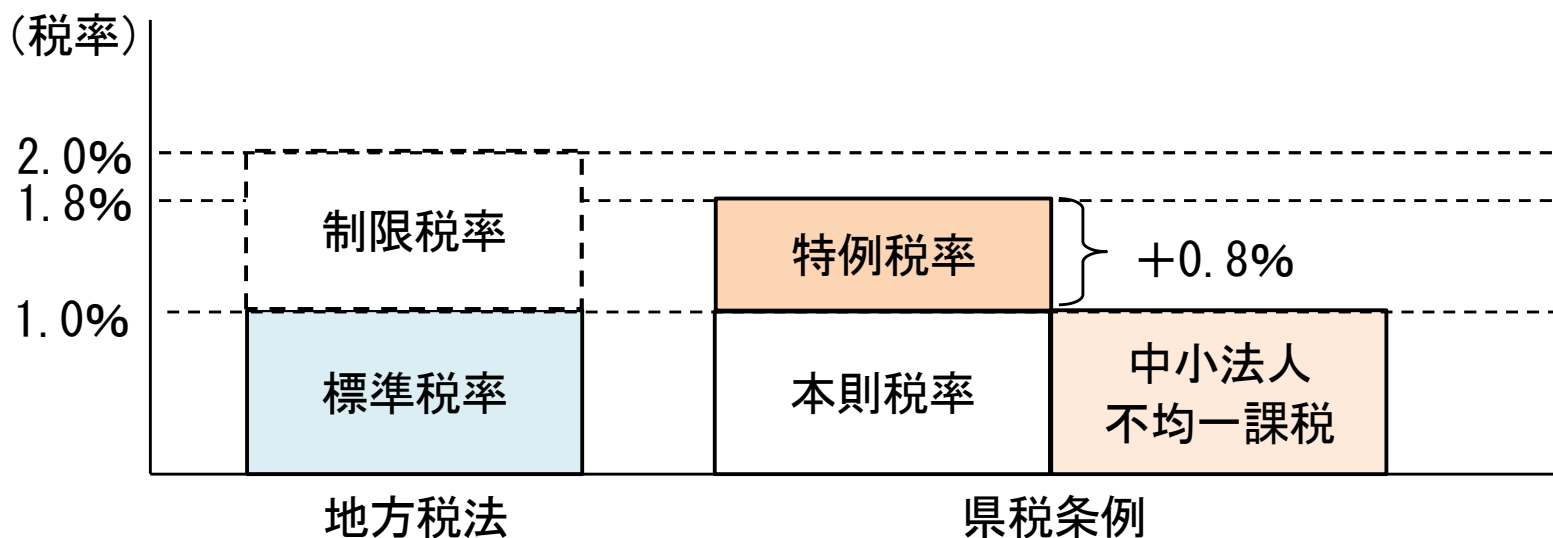 (税率)
2.0%
1.8%
1.0%
制限税率
標準税率
特例税率
+0.8%
本則税率
中小法人
不均一課税
地方税法
県税条例